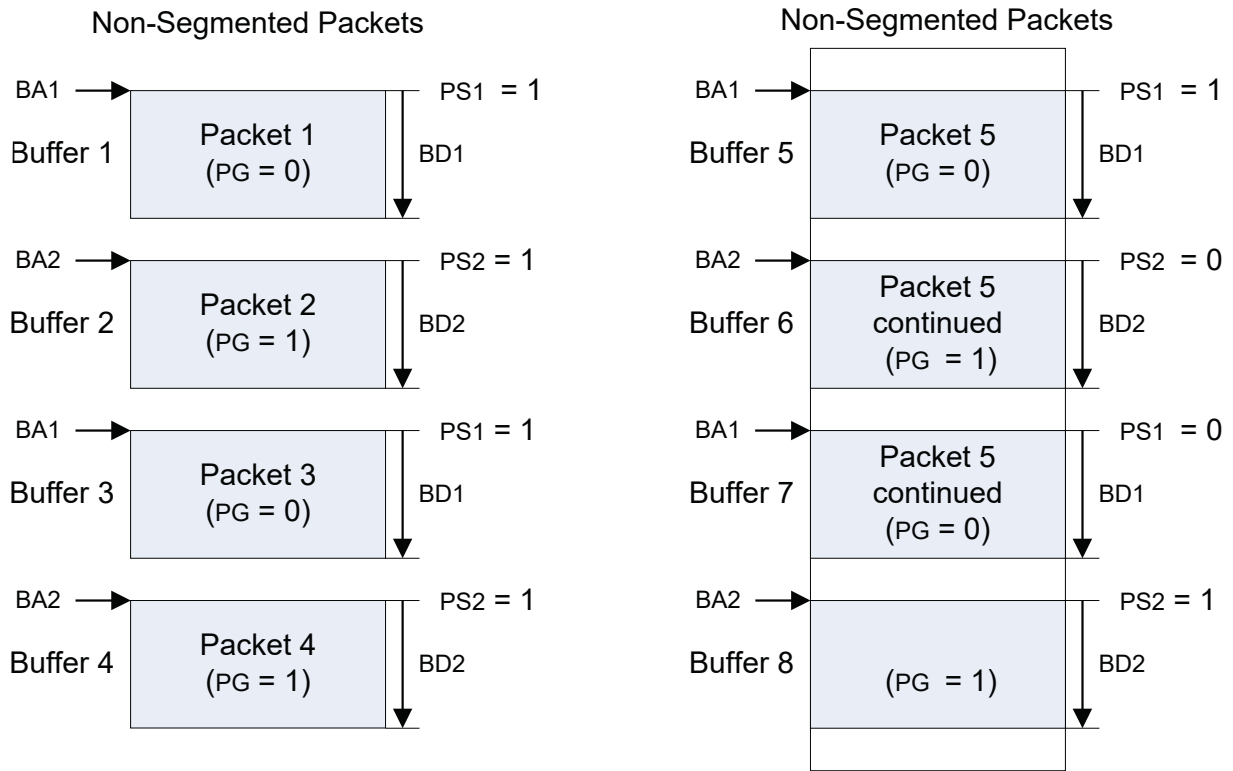 Non-Segmented Packets
BA1
PS1 = 1
Buffer 1
Packet 1
(PG = 0)
BD1
BA2
PS2 = 1
Buffer 2
Packet 2
(PG = 1)
BD2
BA1
PS1 = 1
Buffer 3
Packet 3
(PG = 0)
BD1
BA2
PS2 = 1
Buffer 4
Packet 4
(PG = 1)
BD2
Non-Segmented Packets
BA1
PS1 = 1
Buffer 5
Packet 5
(PG = 0)
BD1
BA2
PS2 = 0
Buffer 6
Packet 5
continued
(PG = 1)
BD2
BA1
PS1 = 0
Buffer 7
Packet 5
continued
(PG = 0)
BD1
BA2
PS2 = 1
Buffer 8
(PG = 1)
BD2